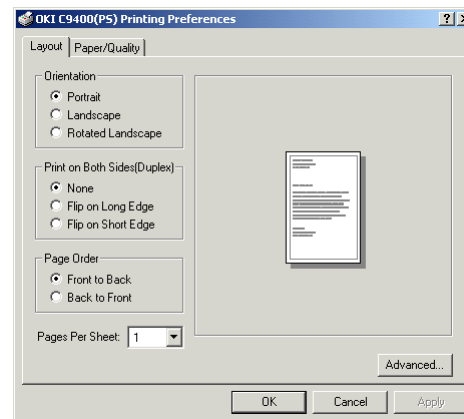 OKI C9400(PS) Printing Preferences
Layout
Paper/Quality
Orientation
Portrait
Landscape
Rotated Landscape
Print on Both Sides(Duplex)
None
Flip on Long Edge
Flip on Short Edge
Page Order
Front to Back
Back to Front
Pages Per Sheet: 1
Advanced...
OK
Cancel
Apply